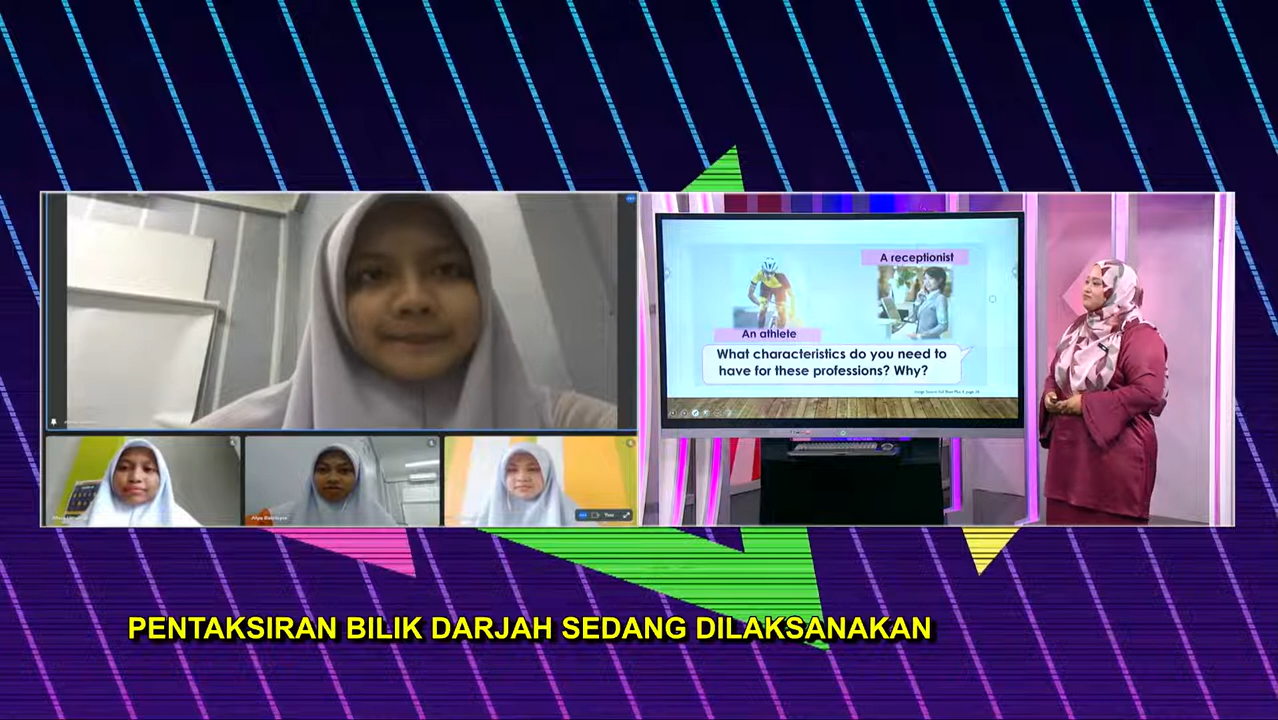 A receptionist
An athlete
What characteristics do you need to
have for these professions? Why?
You
PENTAKSIRAN BILIK DARJAH SEDANG DILAKSANAKAN